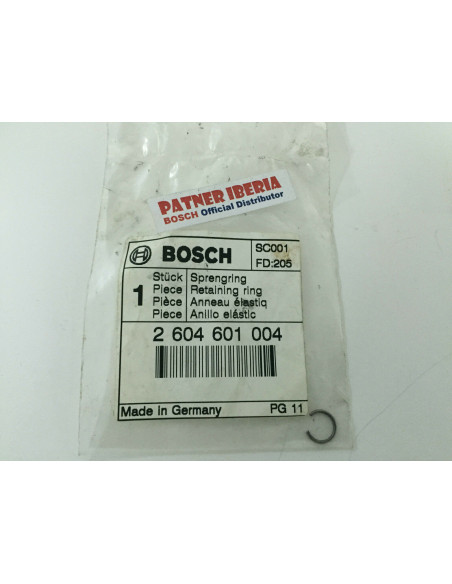 PATNER IBERIA
BOSCH Official Distributor
BOSCH
SC001
FD:205
1
Stück Sprengring
Piece Retaining ring
Pièce Anneau élastiq
Piece Anillo elástic
2 604 601 004
Made in Germany PG 11